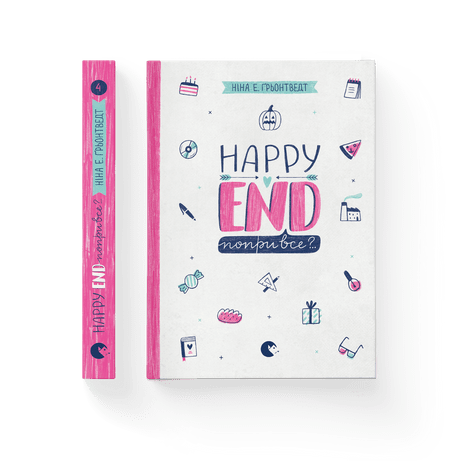 4
НІНА Е. ҐРЬОНТВЕДТ
HAPPY END попри все?
НІНА Е. ҐРЬОНТВЕДТ
HAPPY
END
попри все?..